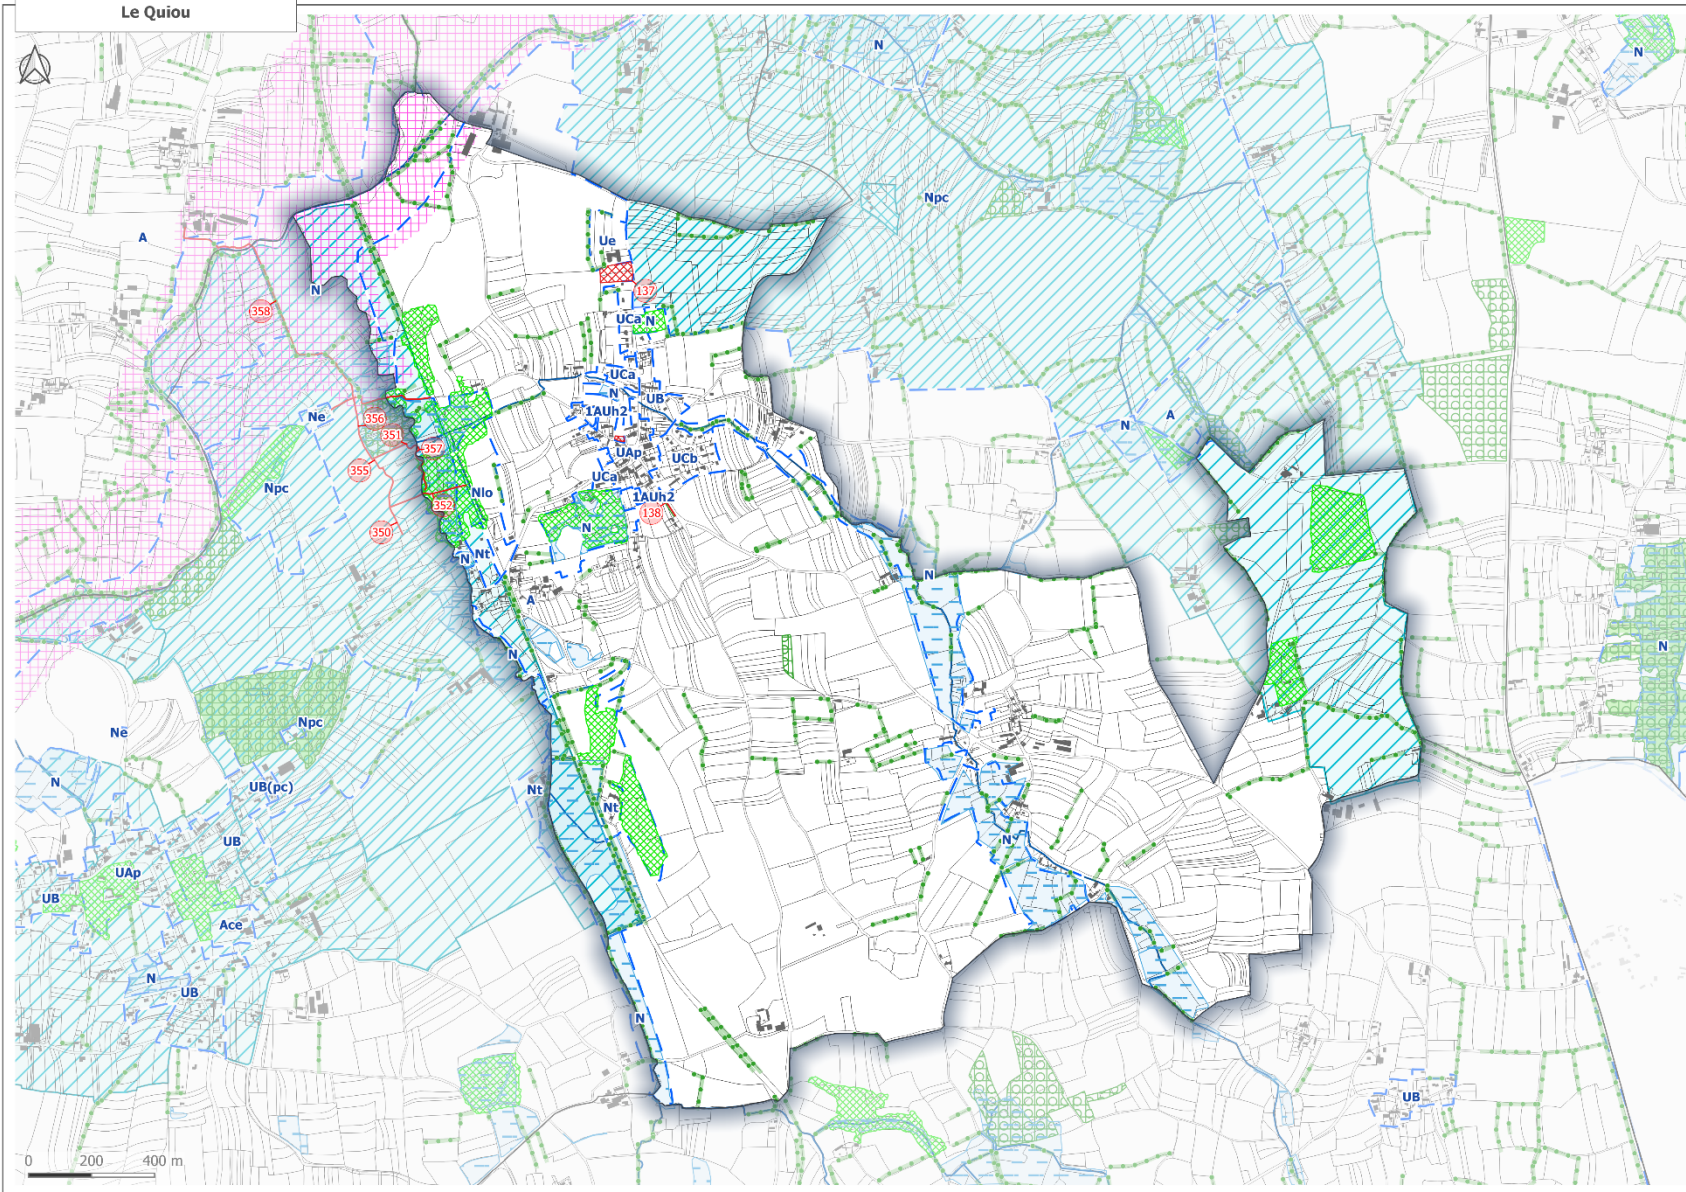 Le Quiou
N
N
A
Npc
Ue
N
137
358
UCa N
UCa
N
UB
1AUh2
Ne
356
351
357
UAp
UCb
A
N
355
Npc
Nlo
UCa
1AUh2
352
N
138
350
N
Nt
N
A
N
N
Ne
Npc
N
UB(pc)
Nt
Nt
UB
N
UAp
UB
Ace
N
UB
N
UB
0 200 400 m